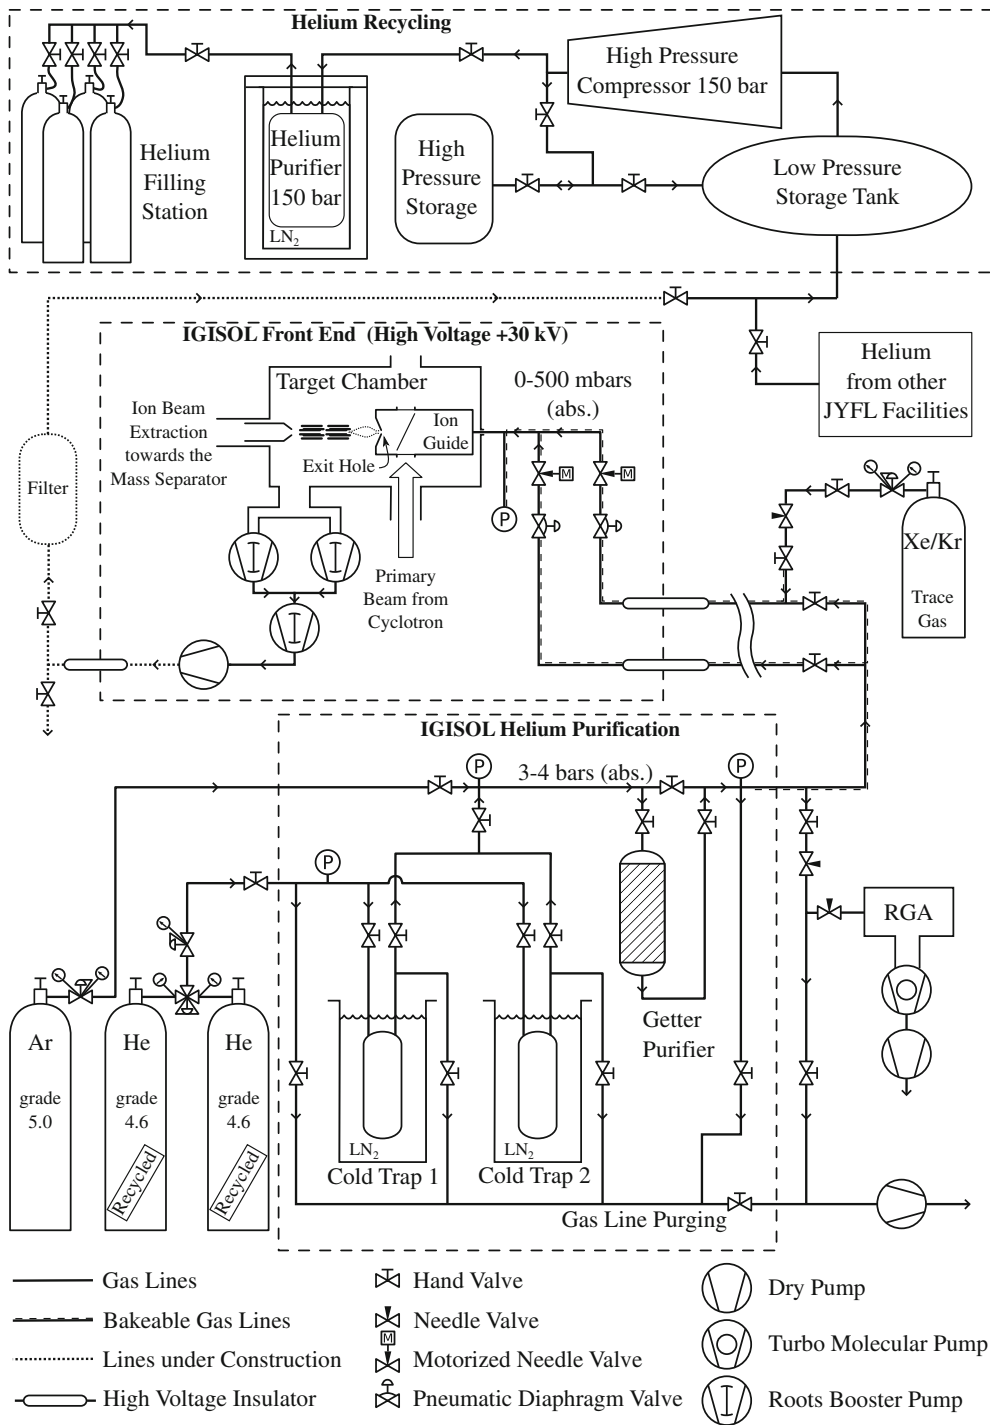 Helium Recycling
High Pressure
Compressor 150 bar
Helium
Filling
Station
Helium
Purifier
150 bar
LN2
High
Pressure
Storage
Low Pressure
Storage Tank
IGISOL Front End (High Voltage +30 kV)
Target Chamber
0-500 mbars
(abs.)
Helium
from other
JYFL Facilities
Ion Beam
Extraction
towards the
Mass Separator
Ion
Guide
Exit Hole
M
M
P
Filter
Xe/Kr
Trace
Gas
Primary
Beam from
Cyclotron
IGISOL Helium Purification
P
3-4 bars (abs.)
P
P
RGA
Getter
Purifier
Ar
grade
5.0
He
grade
4.6
Recycled
He
grade
4.6
Recycled
LN2
Cold Trap 1
LN2
Cold Trap 2
Gas Line Purging
Gas Lines
Bakeable Gas Lines
Lines under Construction
High Voltage Insulator
Hand Valve
Needle Valve
M
Motorized Needle Valve
Pneumatic Diaphragm Valve
Dry Pump
Turbo Molecular Pump
Roots Booster Pump